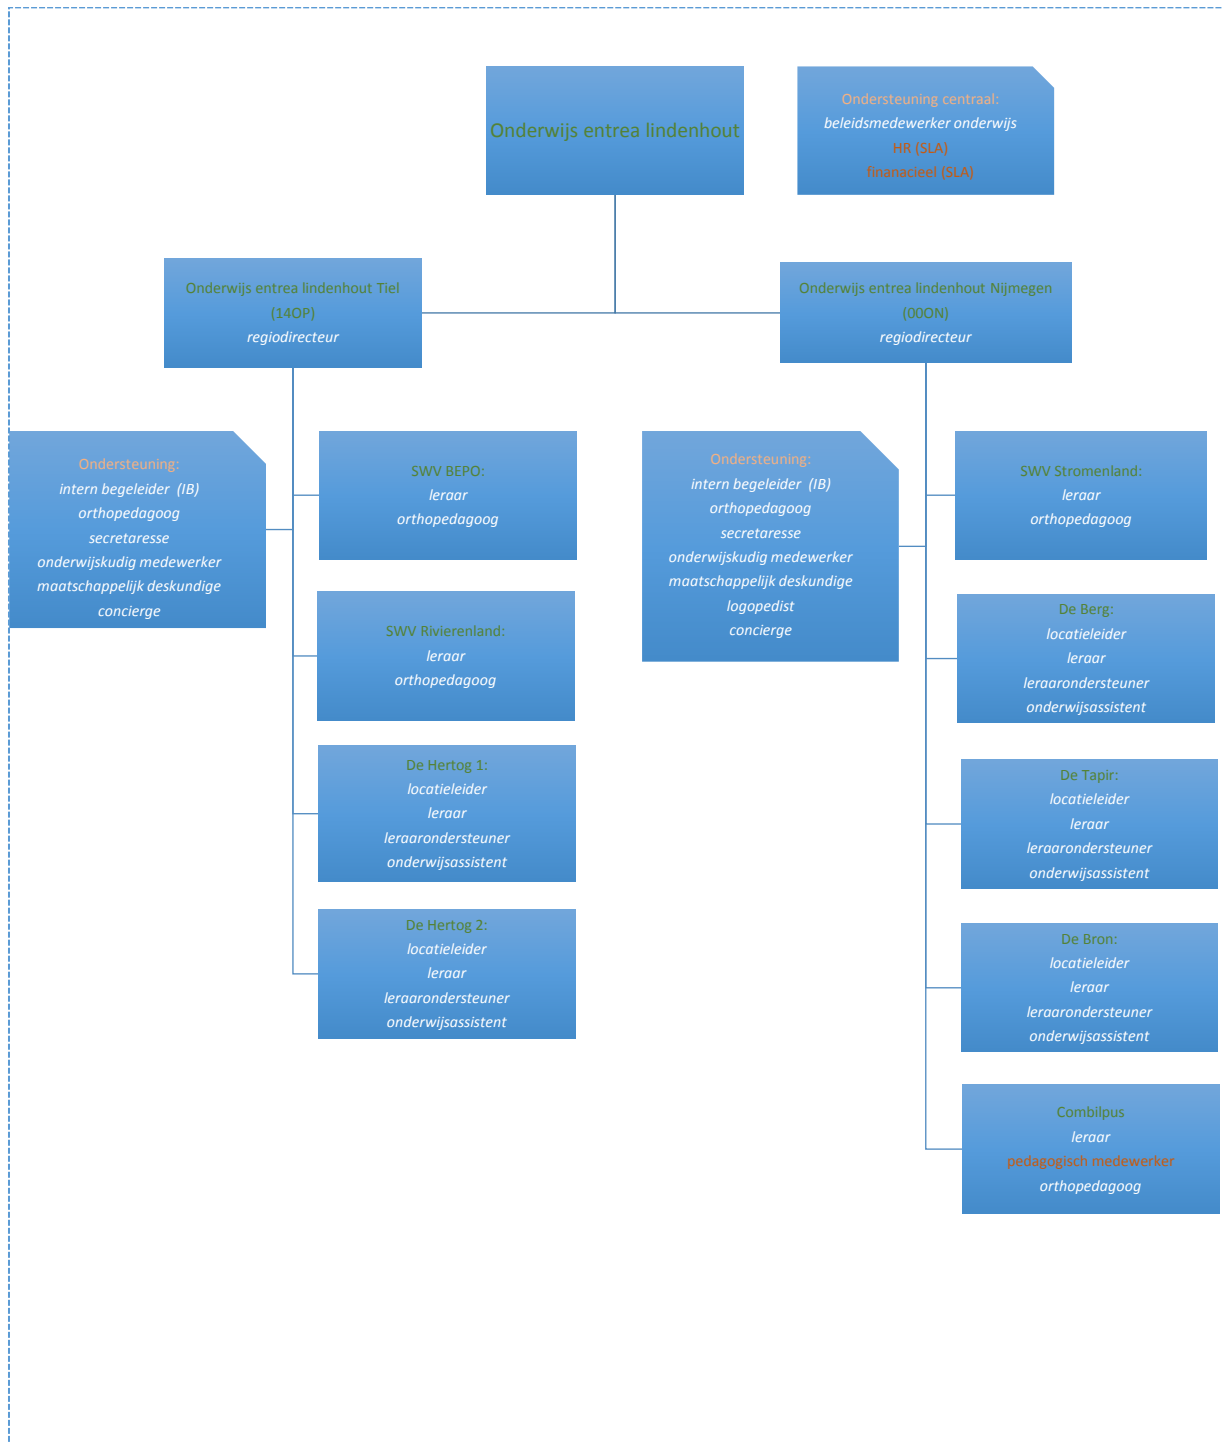 Onderwijs entrea lindenhout
Ondersteuning centraal:
beleidsmedewerker onderwijs
HR (SLA)
finanacieel (SLA)
Onderwijs entrea lindenhout Tiel
(14OP)
regiodirecteur
Onderwijs entrea lindenhout Nijmegen
(00ON)
regiodirecteur
Ondersteuning:
intern begeleider (IB)
orthopedagoog
secretaresse
onderwijskudig medewerker
maatschappelijk deskundige
concierge
SWV BEPO:
leraar
orthopedagoog
SWV Rivierenland:
leraar
orthopedagoog
De Hertog 1:
locatieleider
leraar
leraarondersteuner
onderwijsassistent
De Hertog 2:
locatieleider
leraar
leraarondersteuner
onderwijsassistent
Ondersteuning:
intern begeleider (IB)
orthopedagoog
secretaresse
onderwijskudig medewerker
maatschappelijk deskundige
logopedist
concierge
SWV Stromenland:
leraar
orthopedagoog
De Berg:
locatieleider
leraar
leraarondersteuner
onderwijsassistent
De Tapir:
locatieleider
leraar
leraarondersteuner
onderwijsassistent
De Bron:
locatieleider
leraar
leraarondersteuner
onderwijsassistent
Combilpus
leraar
pedagogisch medewerker
orthopedagoog